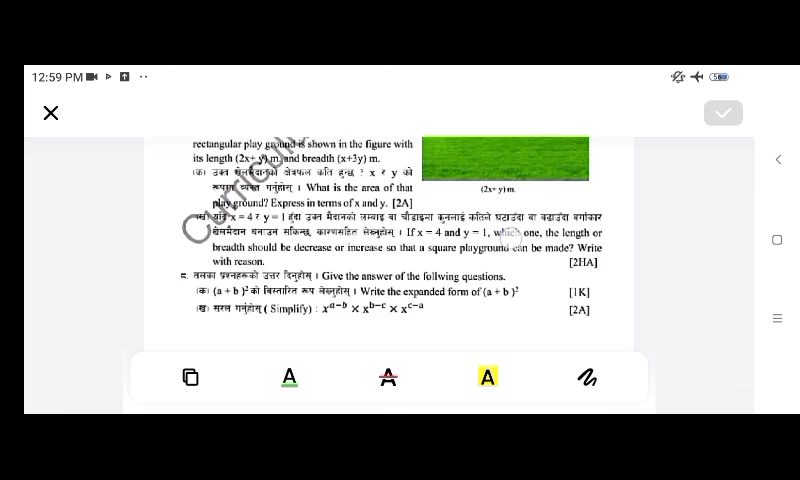 12:59 PM
56
Curricul
rectangular play ground is shown in the figure with
its length (2x+ y) m and breadth (x+3y) m.
(2x+ y) m.
(क) उक्त खेलमैदानको क्षेत्रफल कति हुन्छ ? x र y को
रूपमा व्यक्त गर्नुहोस् । What is the area of that
play ground? Express in terms of x and y. [2A]
(ख) यदि x = 4 र y = 1 हुँदा उक्त मैदानको लम्बाइ वा चौडाइमा कुनलाई कतिले घटाउँदा वा बढाउँदा वर्गाकार
खेलमैदान बनाउन सकिन्छ, कारणसहित लेख्नुहोस् । If x = 4 and y = 1, which one, the length or
breadth should be decrease or increase so that a square playground can be made? Write
with reason. [2HA]
८. तलका प्रश्नहरूको उत्तर दिनुहोस् । Give the answer of the follwing questions.
(क) (a + b )² को विस्तारित रूप लेख्नुहोस् । Write the expanded form of (a + b )² [1K]
(ख) सरल गर्नुहोस् ( Simplify) : xᵃ⁻ᵇ × xᵇ⁻ᶜ × xᶜ⁻ᵃ [2A]
A A A